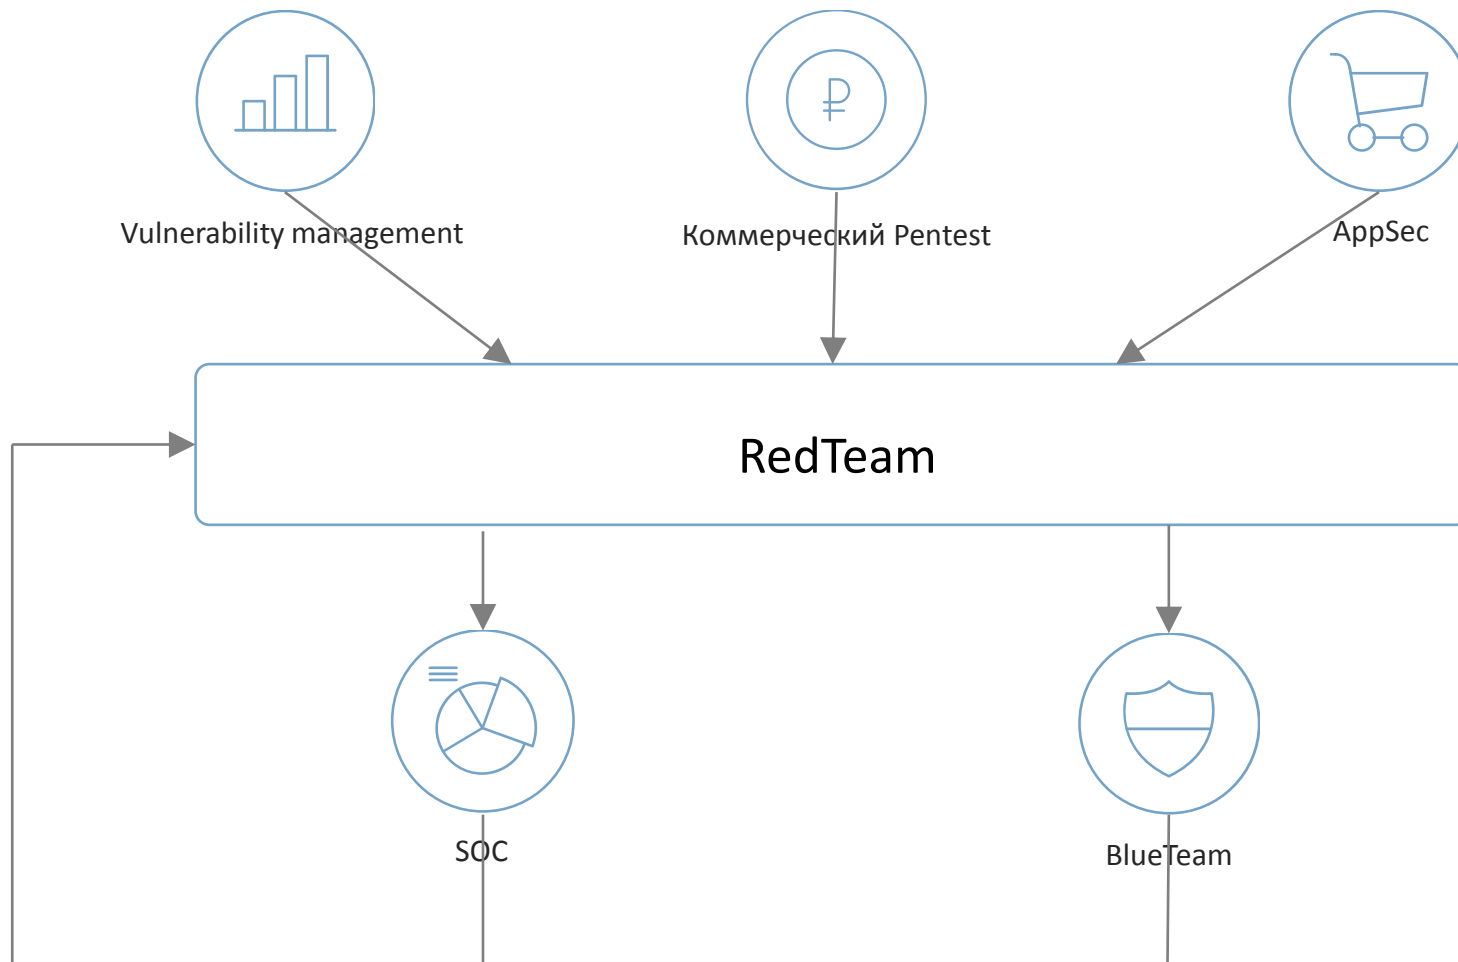 Vulnerability management
Коммерческий Pentest
AppSec
RedTeam
SOC
BlueTeam